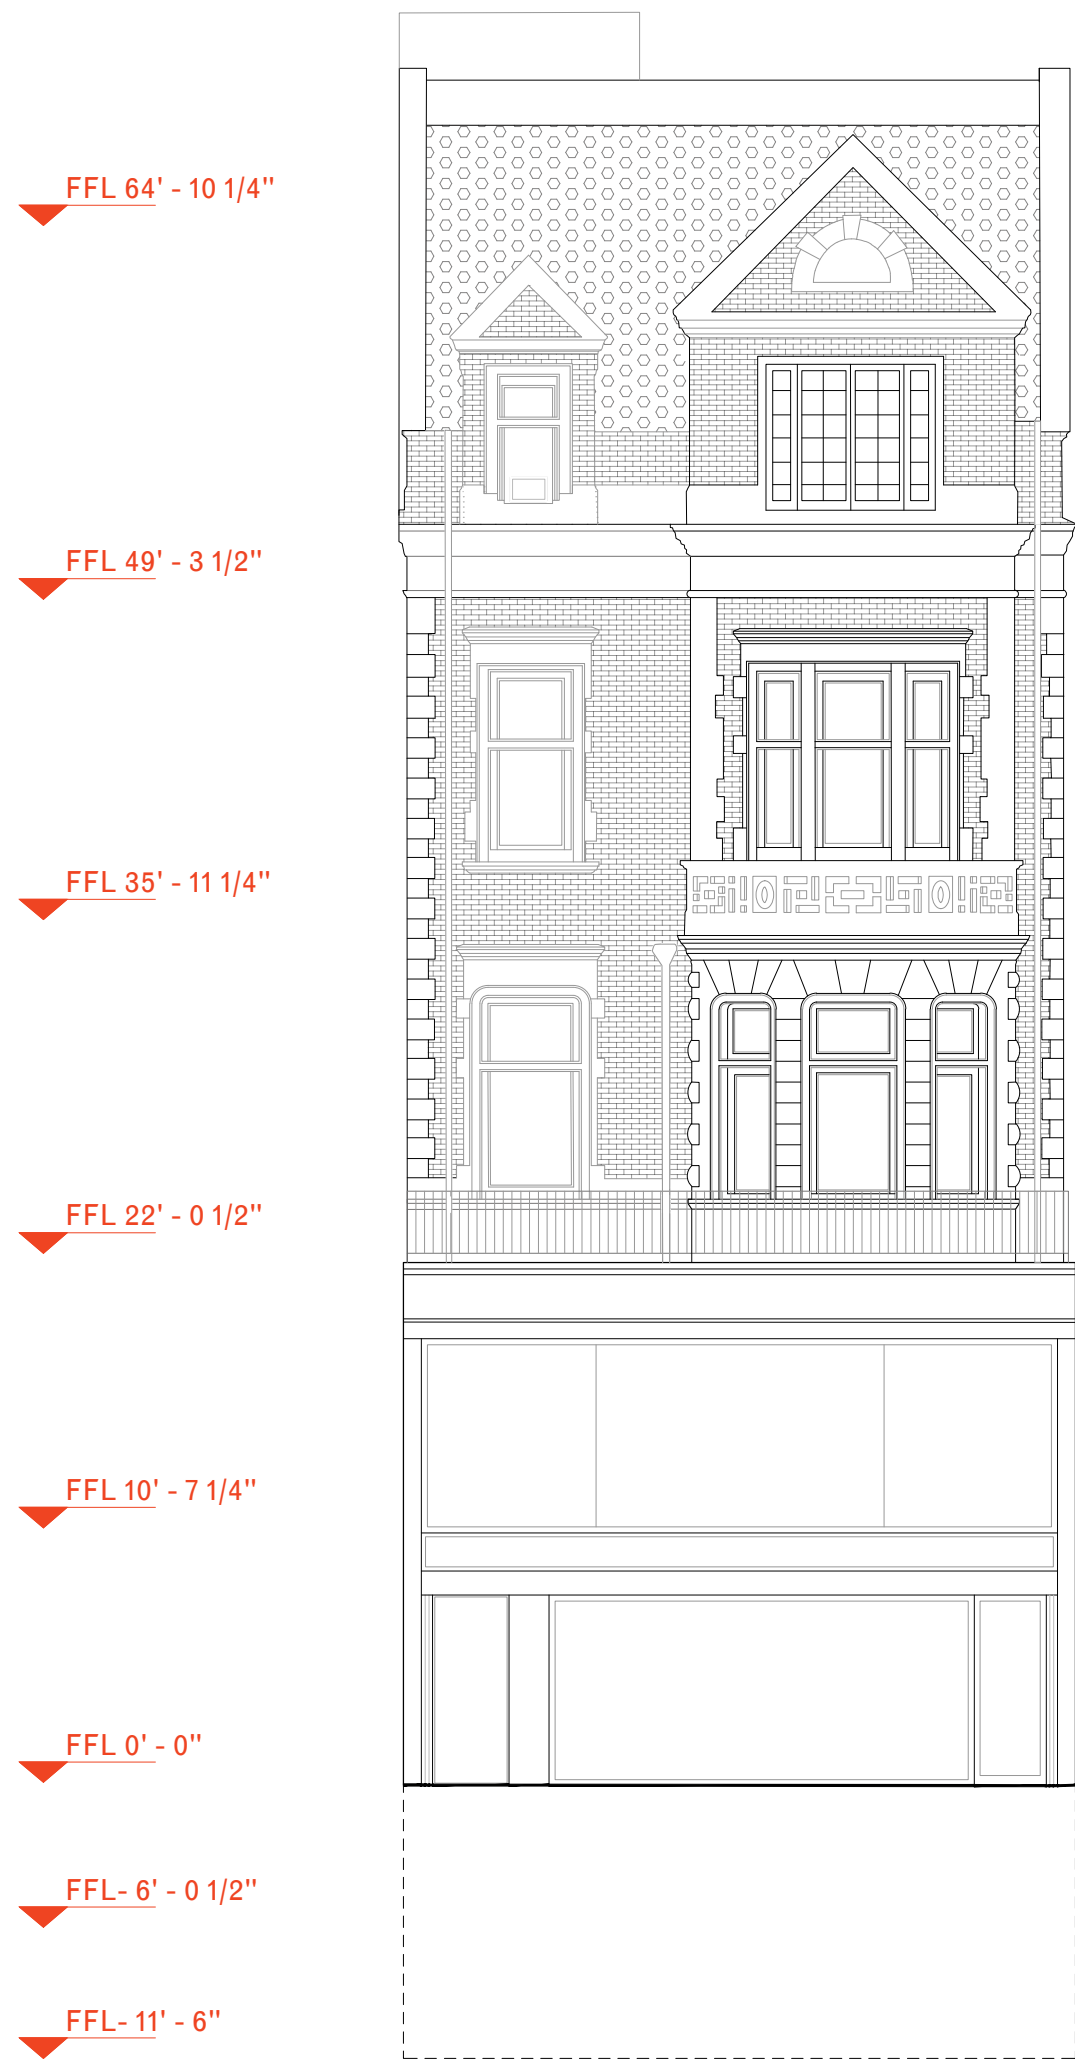 FFL 64' - 10 1/4"
FFL 49' - 3 1/2"
FFL 35' - 11 1/4"
FFL 22' - 0 1/2"
FFL 10' - 7 1/4"
FFL 0' - 0"
FFL- 6' - 0 1/2"
FFL- 11' - 6"